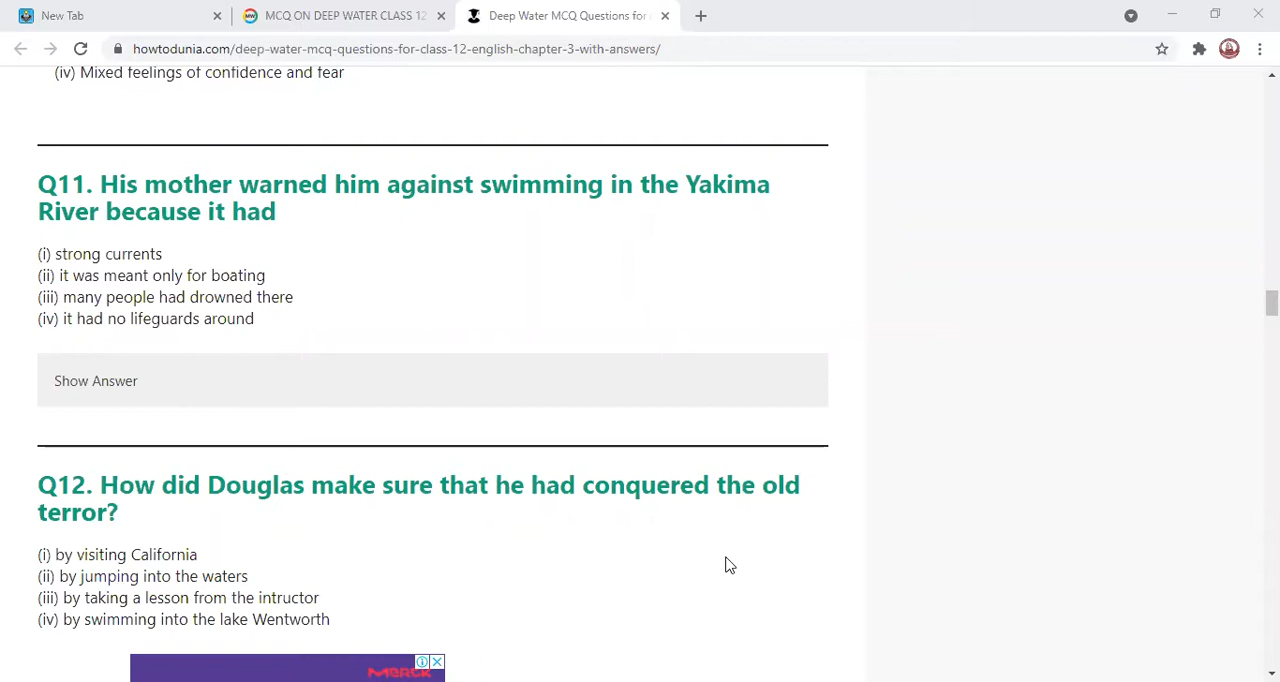 New Tab
MCQ ON DEEP WATER CLASS 12
Deep Water MCQ Questions for
howtodunia.com/deep-water-mcq-questions-for-class-12-english-chapter-3-with-answers/
(iv) Mixed feelings of confidence and fear
Q11. His mother warned him against swimming in the Yakima
River because it had
(i) strong currents
(ii) it was meant only for boating
(iii) many people had drowned there
(iv) it had no lifeguards around
Show Answer
Q12. How did Douglas make sure that he had conquered the old
terror?
(i) by visiting California
(ii) by jumping into the waters
(iii) by taking a lesson from the intructor
(iv) by swimming into the lake Wentworth
MERCK